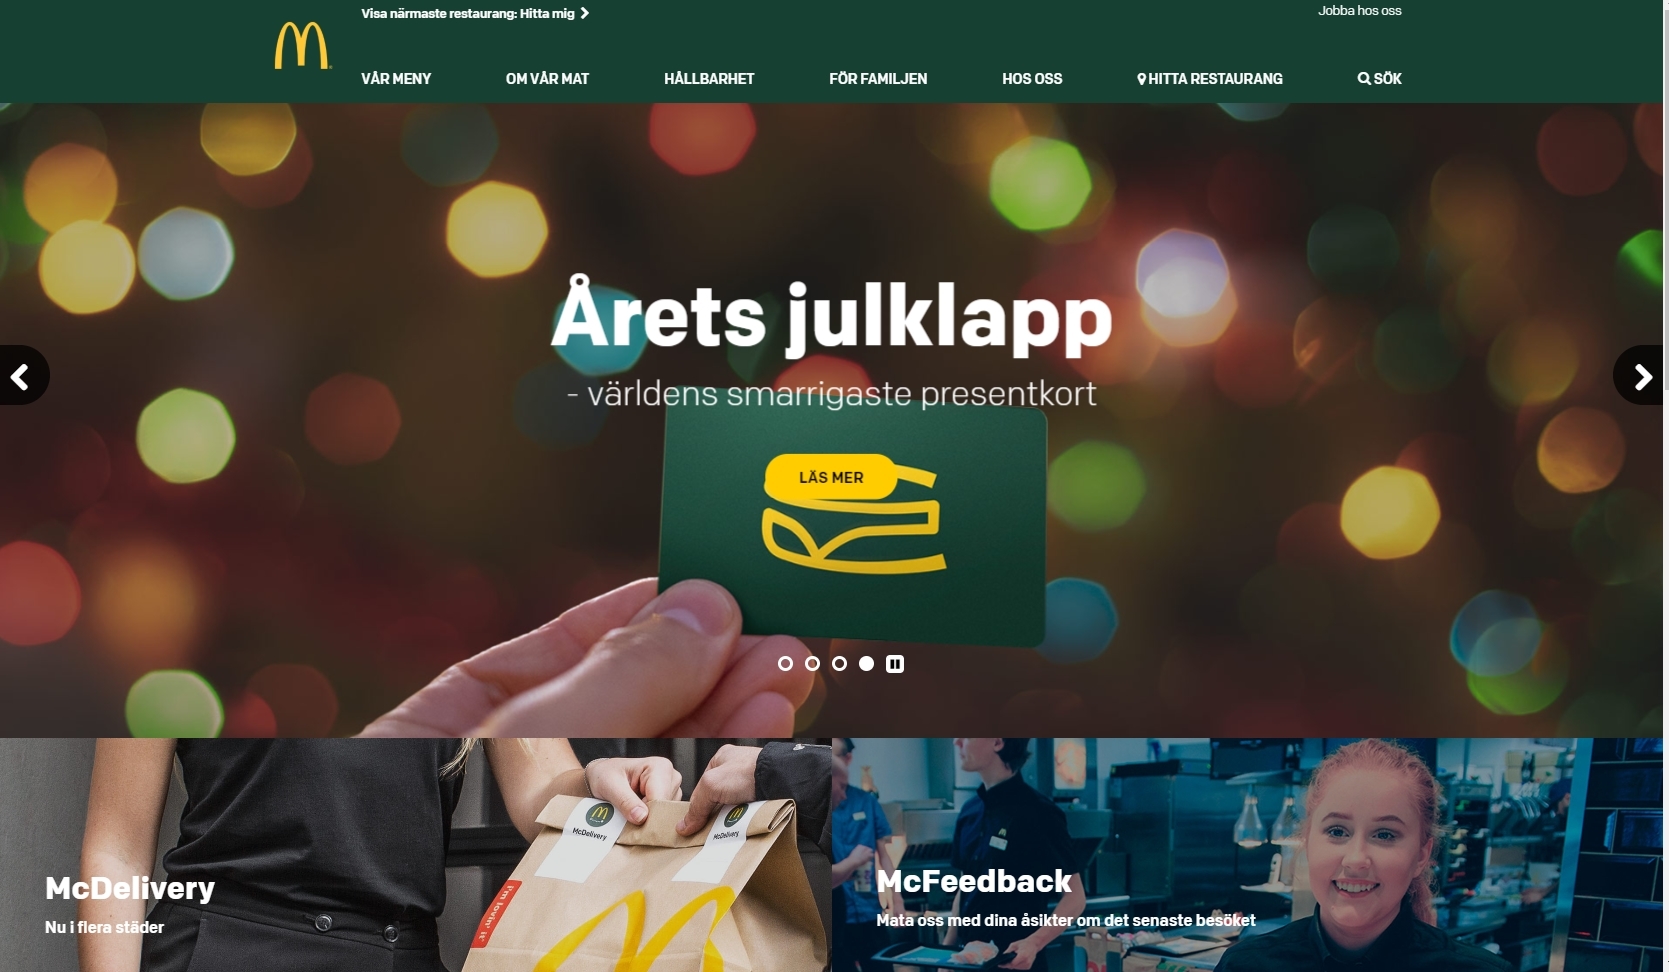 Visa närmaste restaurang: Hitta mig
Jobba hos oss
VÅR MENY
OM VÅR MAT
HÅLLBARHET
FÖR FAMILJEN
HOS OSS
HITTA RESTAURANG
SÖK
Årets julklapp
- världens smarrigaste presentkort
LÄS MER
McDelivery
McDelivery
i'm lovin' it
McDelivery
Nu i flera städer
McFeedback
Mata oss med dina åsikter om det senaste besöket